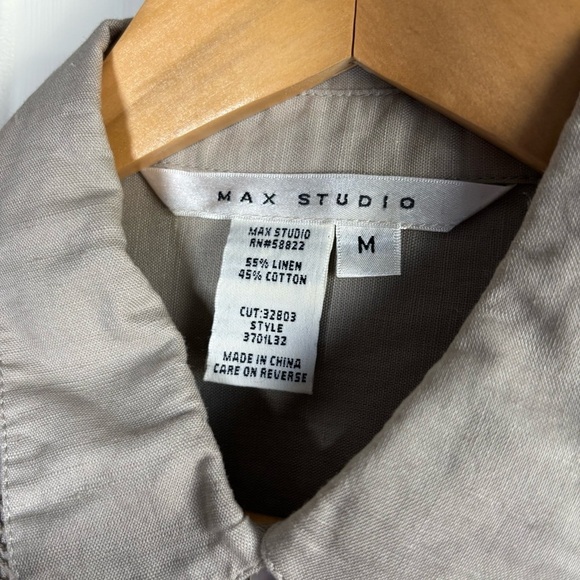 MAX STUDIO
MAX STUDIO
RN#58822
M
55% LINEN
45% COTTON
CUT:32803
STYLE
3701L32
MADE IN CHINA
CARE ON REVERSE